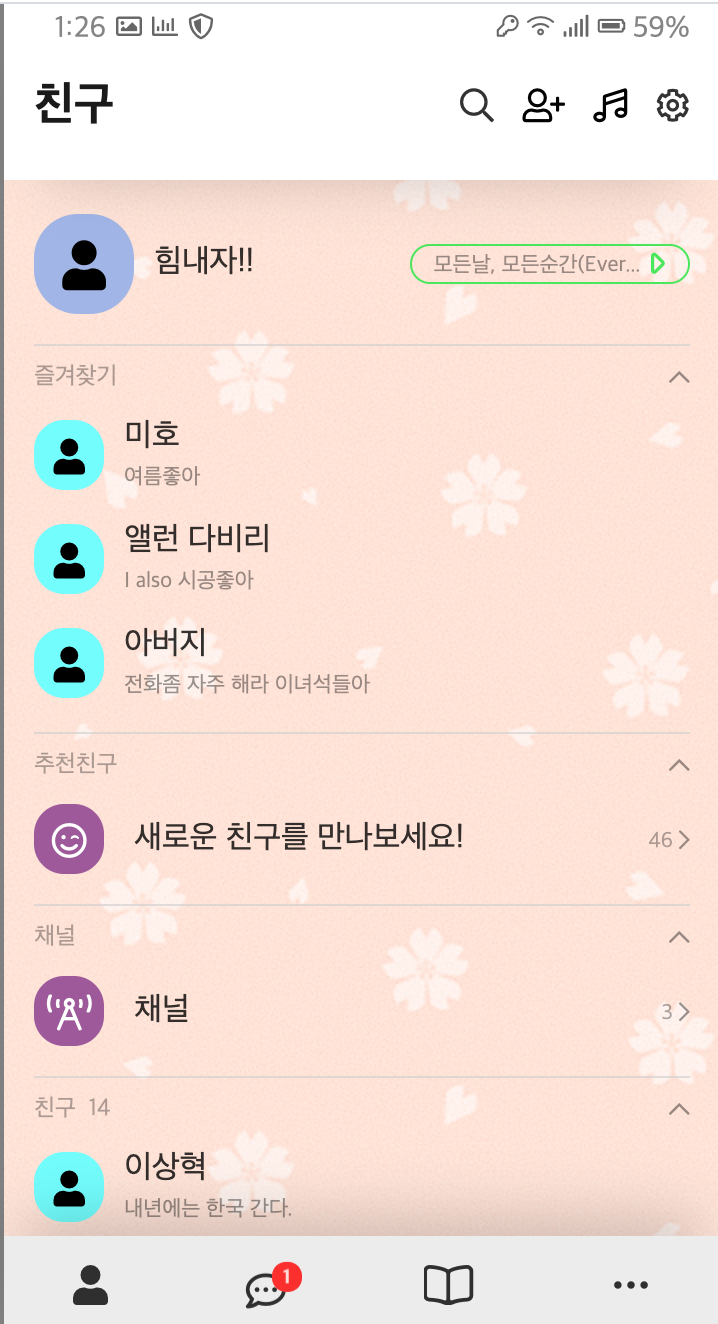 1:26
59%
친구
힘내자!!
모든날, 모든순간(Ever...
즐겨찾기
미호
여름좋아
앨런 다비리
I also 시공좋아
아버지
전화좀 자주 해라 이녀석들아
추천친구
새로운 친구를 만나보세요!
46
채널
채널
3
친구 14
이상혁
내년에는 한국 간다.
1